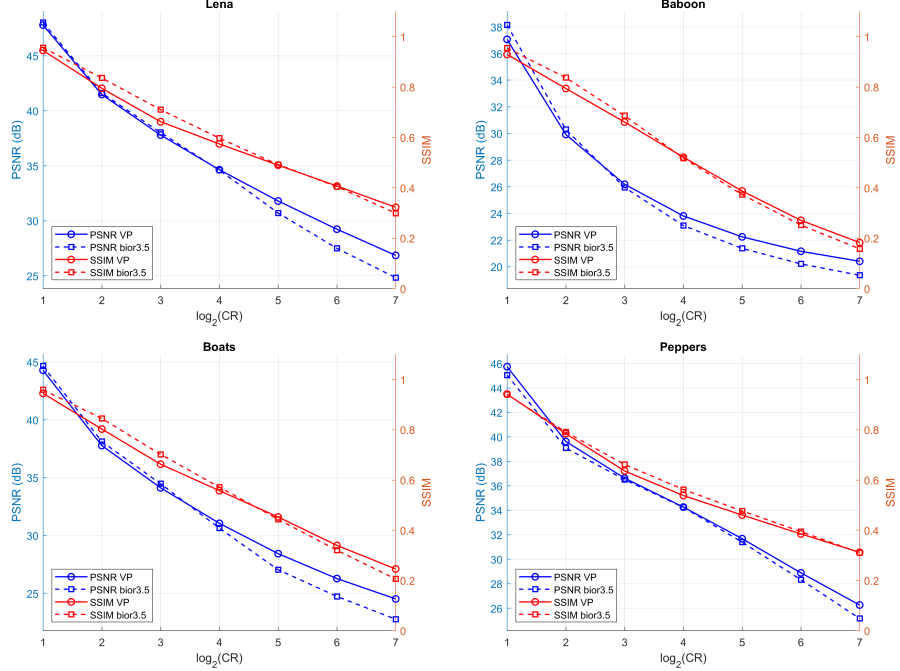 Lena
45
40
35
30
25
PSNR (dB)
1
0.8
0.6
0.4
0.2
0
SSIM
PSNR VP
PSNR bior3.5
SSIM VP
SSIM bior3.5
1 2 3 4 5 6 7
log2(CR)
Baboon
38
36
34
32
30
28
26
24
22
20
PSNR (dB)
1
0.8
0.6
0.4
0.2
0
SSIM
PSNR VP
PSNR bior3.5
SSIM VP
SSIM bior3.5
1 2 3 4 5 6 7
log2(CR)
Boats
45
40
35
30
25
PSNR (dB)
1
0.8
0.6
0.4
0.2
0
SSIM
PSNR VP
PSNR bior3.5
SSIM VP
SSIM bior3.5
1 2 3 4 5 6 7
log2(CR)
Peppers
46
44
42
40
38
36
34
32
30
28
26
PSNR (dB)
1
0.8
0.6
0.4
0.2
0
SSIM
PSNR VP
PSNR bior3.5
SSIM VP
SSIM bior3.5
1 2 3 4 5 6 7
log2(CR)